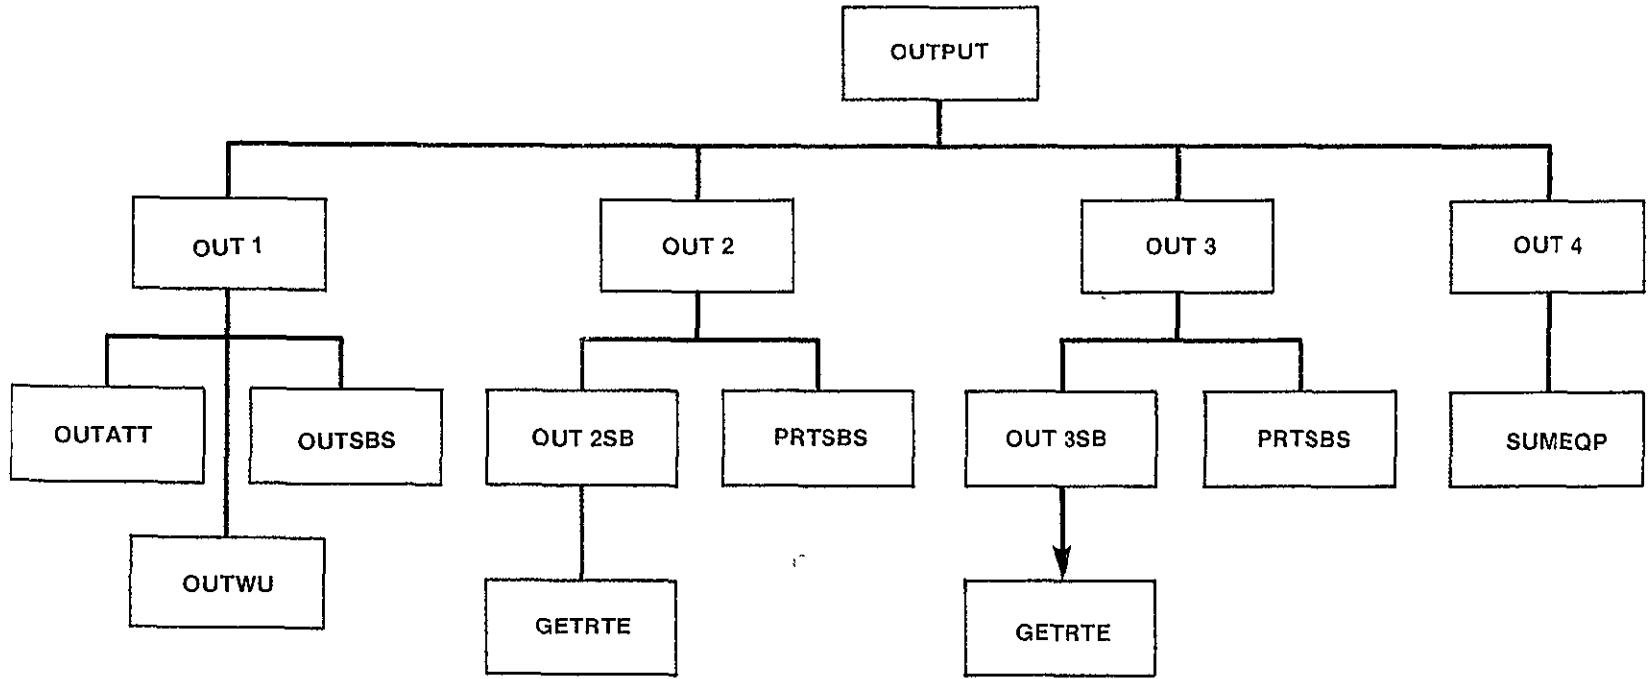 OUTPUT
OUT 1
OUT 2
OUT 3
OUT 4
OUTATT
OUTSBS
OUT 2SB
PRTSBS
OUT 3SB
PRTSBS
SUMEQP
OUTWU
GETRTE
GETRTE